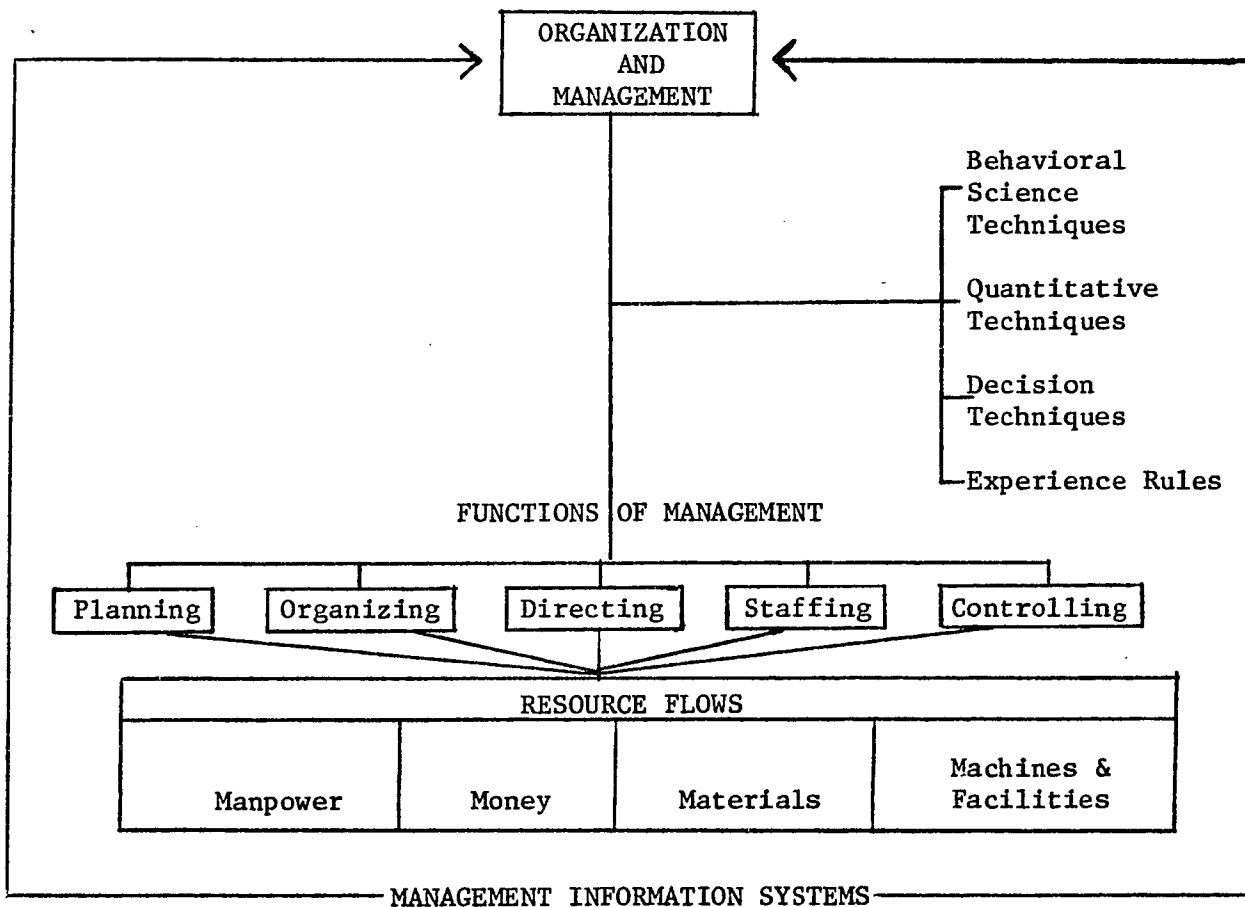 ORGANIZATION
AND
MANAGEMENT
Behavioral
Science
Techniques
Quantitative
Techniques
Decision
Techniques
Experience Rules
FUNCTIONS OF MANAGEMENT
Planning
Organizing
Directing
Staffing
Controlling
RESOURCE FLOWS
Manpower
Money
Materials
Machines &
Facilities
MANAGEMENT INFORMATION SYSTEMS